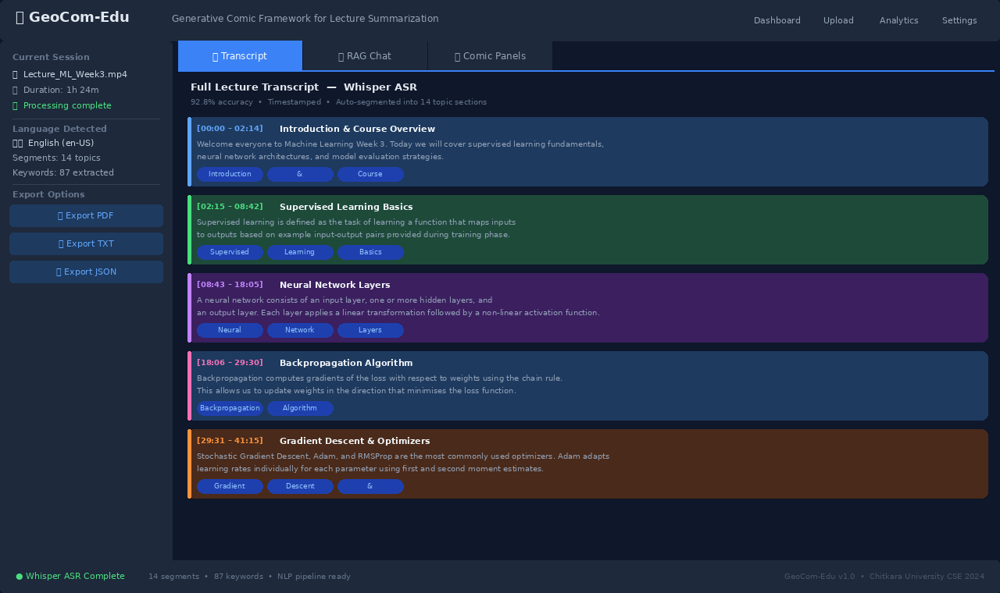 GeoCom-Edu
Generative Comic Framework for Lecture Summarization
Dashboard
Upload
Analytics
Settings
Current Session
Lecture_ML_Week3.mp4
Duration: 1h 24m
Processing complete
Language Detected
English (en-US)
Segments: 14 topics
Keywords: 87 extracted
Export Options
Export PDF
Export TXT
Export JSON
Transcript
RAG Chat
Comic Panels
Full Lecture Transcript — Whisper ASR
92.8% accuracy • Timestamped • Auto-segmented into 14 topic sections
[00:00 – 02:14] Introduction & Course Overview
Welcome everyone to Machine Learning Week 3. Today we will cover supervised learning fundamentals,
neural network architectures, and model evaluation strategies.
Introduction & Course
[02:15 – 08:42] Supervised Learning Basics
Supervised learning is defined as the task of learning a function that maps inputs
to outputs based on example input-output pairs provided during training phase.
Supervised Learning Basics
[08:43 – 18:05] Neural Network Layers
A neural network consists of an input layer, one or more hidden layers, and
an output layer. Each layer applies a linear transformation followed by a non-linear activation function.
Neural Network Layers
[18:06 – 29:30] Backpropagation Algorithm
Backpropagation computes gradients of the loss with respect to weights using the chain rule.
This allows us to update weights in the direction that minimises the loss function.
Backpropagation Algorithm
[29:31 – 41:15] Gradient Descent & Optimizers
Stochastic Gradient Descent, Adam, and RMSProp are the most commonly used optimizers. Adam adapts
learning rates individually for each parameter using first and second moment estimates.
Gradient Descent &
● Whisper ASR Complete
14 segments • 87 keywords • NLP pipeline ready
GeoCom-Edu v1.0 • Chitkara University CSE 2024